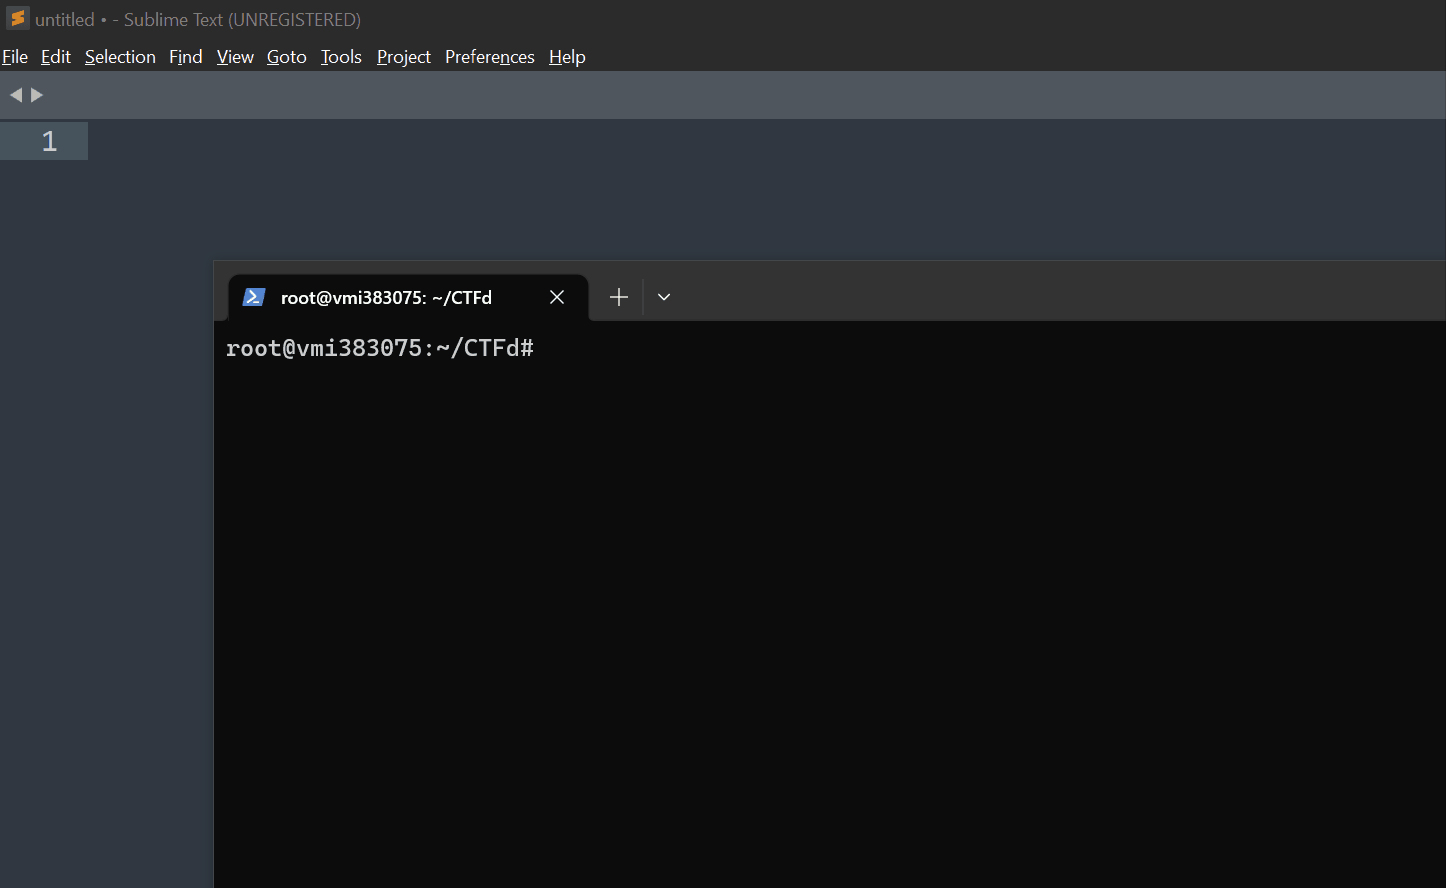 untitled • - Sublime Text (UNREGISTERED)
File Edit Selection Find View Goto Tools Project Preferences Help
1
root@vmi383075: ~/CTFd
root@vmi383075:~/CTFd#